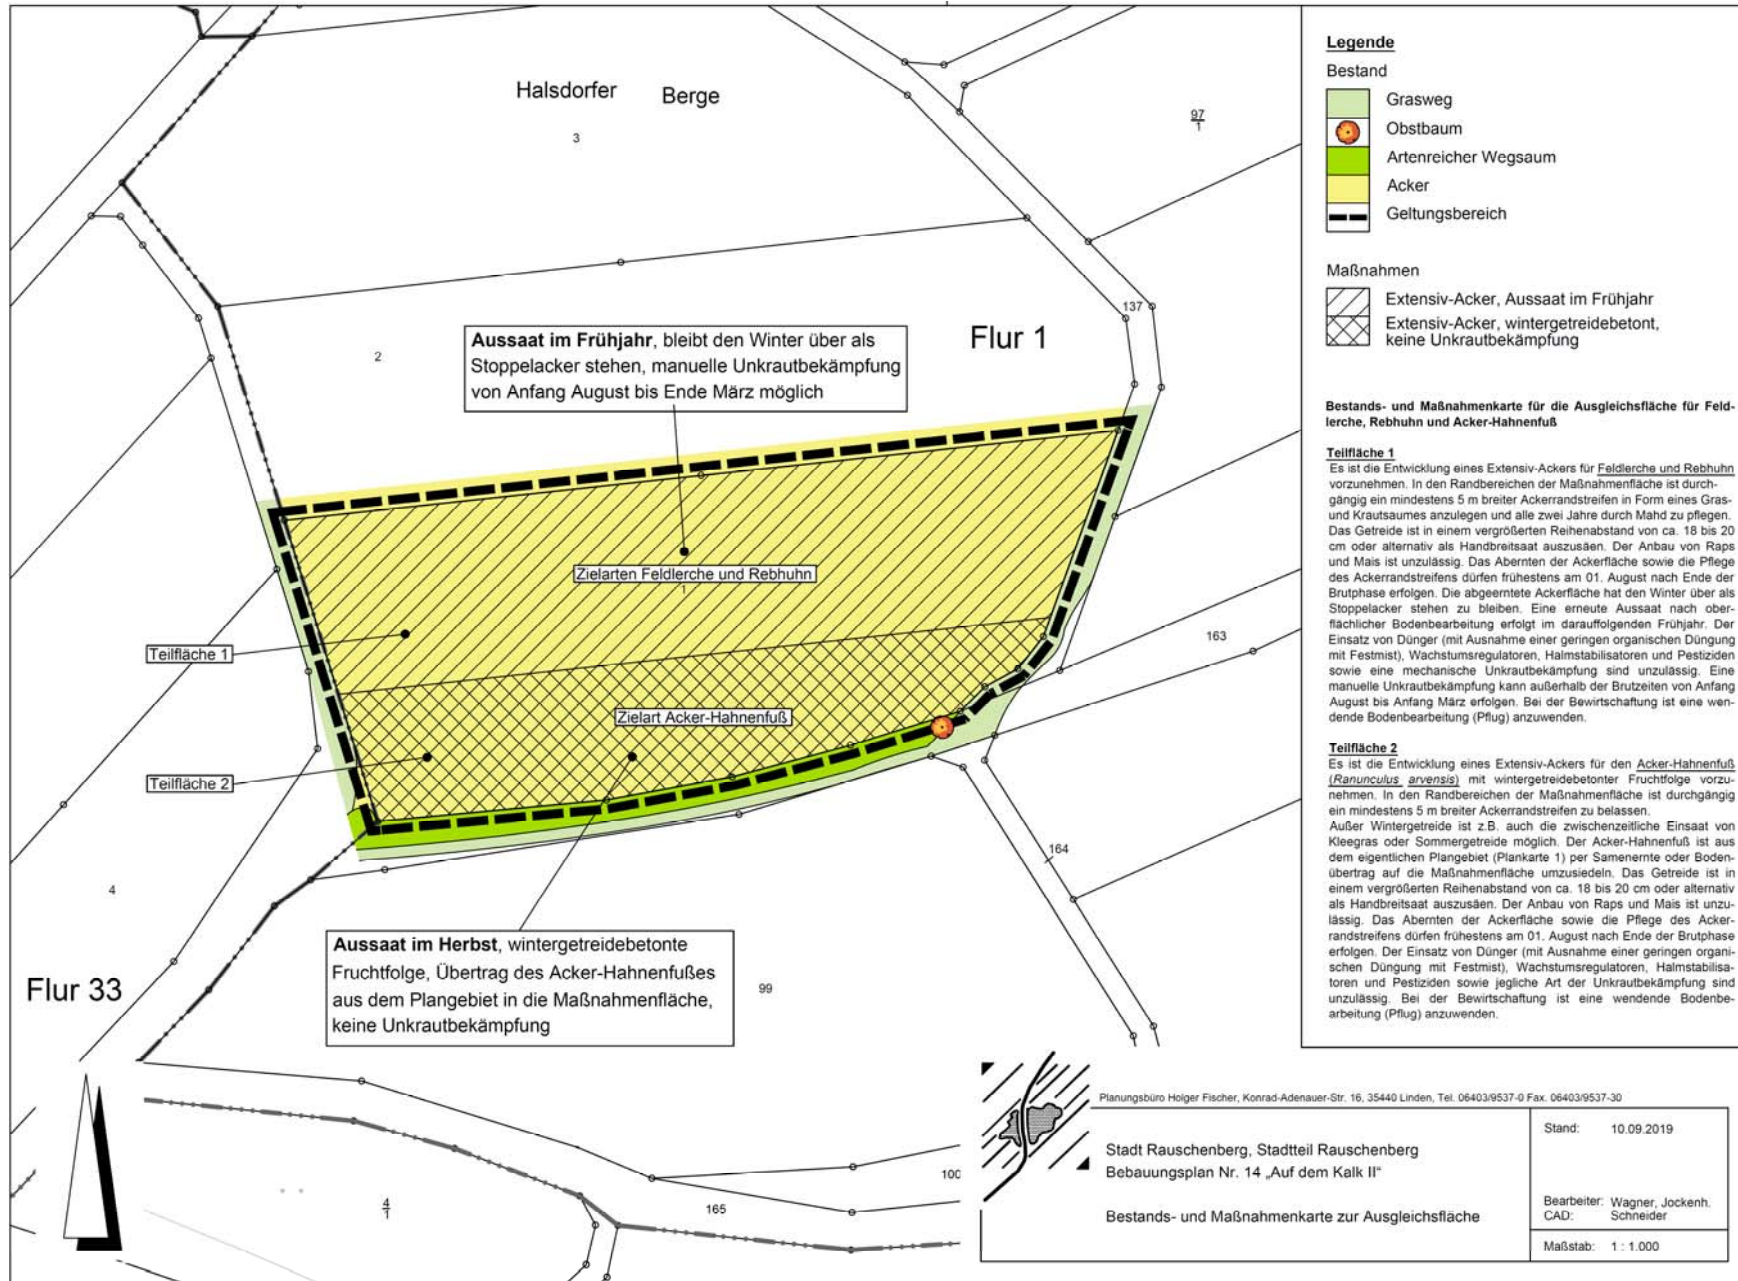 Halsdorfer Berge
3
97
1
137
Flur 1
2
Aussaat im Frühjahr, bleibt den Winter über als
Stoppelacker stehen, manuelle Unkrautbekämpfung
von Anfang August bis Ende März möglich
Zielarten Feldlerche und Rebhuhn
1
Teilfläche 1
163
Zielart Acker-Hahnenfuß
Teilfläche 2
164
4
Aussaat im Herbst, wintergetreidebetonte
Fruchtfolge, Übertrag des Acker-Hahnenfußes
aus dem Plangebiet in die Maßnahmenfläche,
keine Unkrautbekämpfung
Flur 33
99
100
4
1
165
Legende
Bestand
Grasweg
Obstbaum
Artenreicher Wegsaum
Acker
Geltungsbereich
Maßnahmen
Extensiv-Acker, Aussaat im Frühjahr
Extensiv-Acker, wintergetreidebetont,
keine Unkrautbekämpfung
Bestands- und Maßnahmenkarte für die Ausgleichsfläche für Feld-
lerche, Rebhuhn und Acker-Hahnenfuß
Teilfläche 1
Es ist die Entwicklung eines Extensiv-Ackers für Feldlerche und Rebhuhn
vorzunehmen. In den Randbereichen der Maßnahmenfläche ist durch-
gängig ein mindestens 5 m breiter Ackerrandstreifen in Form eines Gras-
und Krautsaumes anzulegen und alle zwei Jahre durch Mahd zu pflegen.
Das Getreide ist in einem vergrößerten Reihenabstand von ca. 18 bis 20
cm oder alternativ als Handbreitsaat auszusäen. Der Anbau von Raps
und Mais ist unzulässig. Das Abernten der Ackerfläche sowie die Pflege
des Ackerrandstreifens dürfen frühestens am 01. August nach Ende der
Brutphase erfolgen. Die abgeerntete Ackerfläche hat den Winter über als
Stoppelacker stehen zu bleiben. Eine erneute Aussaat nach ober-
flächlicher Bodenbearbeitung erfolgt im darauffolgenden Frühjahr. Der
Einsatz von Dünger (mit Ausnahme einer geringen organischen Düngung
mit Festmist), Wachstumsregulatoren, Halmstabilisatoren und Pestiziden
sowie eine mechanische Unkrautbekämpfung sind unzulässig. Eine
manuelle Unkrautbekämpfung kann außerhalb der Brutzeiten von Anfang
August bis Anfang März erfolgen. Bei der Bewirtschaftung ist eine wen-
dende Bodenbearbeitung (Pflug) anzuwenden.
Teilfläche 2
Es ist die Entwicklung eines Extensiv-Ackers für den Acker-Hahnenfuß
(Ranunculus arvensis) mit wintergetreidebetonter Fruchtfolge vorzu-
nehmen. In den Randbereichen der Maßnahmenfläche ist durchgängig
ein mindestens 5 m breiter Ackerrandstreifen zu belassen.
Außer Wintergetreide ist z.B. auch die zwischenzeitliche Einsaat von
Kleegras oder Sommergetreide möglich. Der Acker-Hahnenfuß ist aus
dem eigentlichen Plangebiet (Plankarte 1) per Samenernte oder Boden-
übertrag auf die Maßnahmenfläche umzusiedeln. Das Getreide ist in
einem vergrößerten Reihenabstand von ca. 18 bis 20 cm oder alternativ
als Handbreitsaat auszusäen. Der Anbau von Raps und Mais ist unzu-
lässig. Das Abernten der Ackerfläche sowie die Pflege des Acker-
randstreifens dürfen frühestens am 01. August nach Ende der Brutphase
erfolgen. Der Einsatz von Dünger (mit Ausnahme einer geringen organi-
schen Düngung mit Festmist), Wachstumsregulatoren, Halmstabilisa-
toren und Pestiziden sowie jegliche Art der Unkrautbekämpfung sind
unzulässig. Bei der Bewirtschaftung ist eine wendende Bodenbe-
arbeitung (Pflug) anzuwenden.
Planungsbüro Holger Fischer, Konrad-Adenauer-Str. 16, 35440 Linden, Tel. 06403/9537-0 Fax. 06403/9537-30
Stadt Rauschenberg, Stadtteil Rauschenberg
Bebauungsplan Nr. 14 „Auf dem Kalk II“
Bestands- und Maßnahmenkarte zur Ausgleichsfläche
Stand: 10.09.2019
Bearbeiter: Wagner, Jockenh.
CAD: Schneider
Maßstab: 1 : 1.000